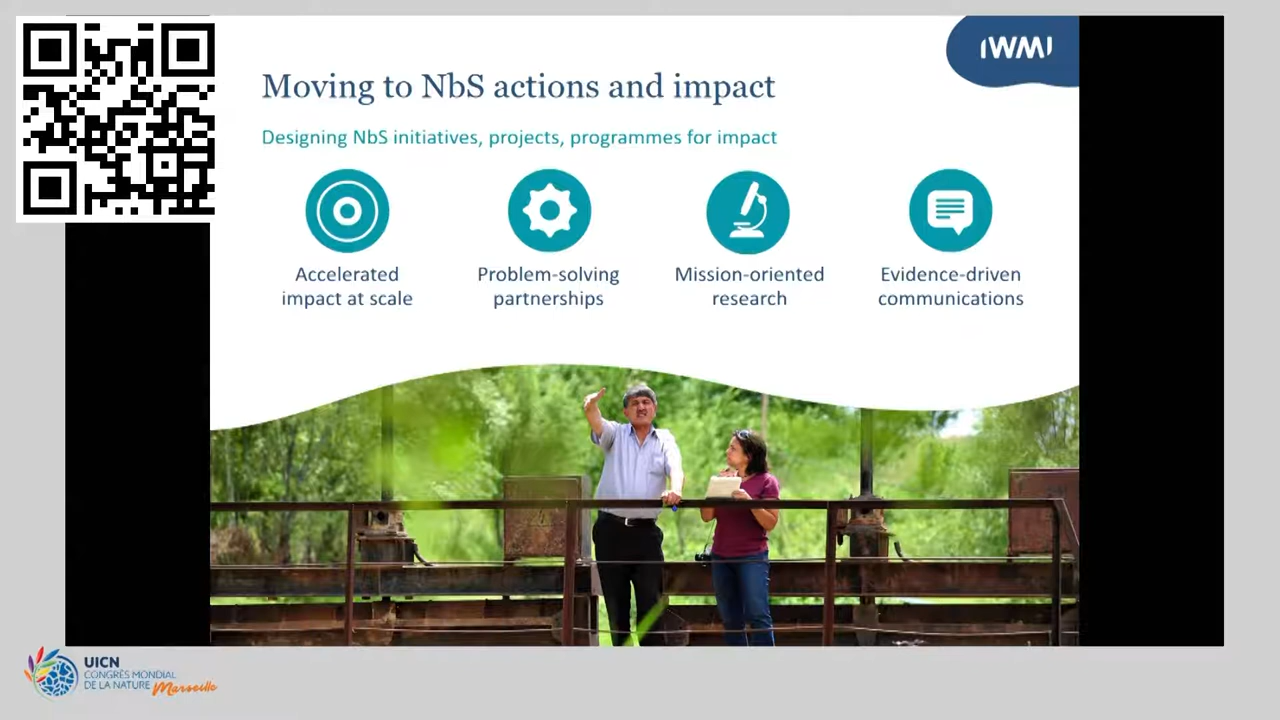 IWMI
Moving to NbS actions and impact
Designing NbS initiatives, projects, programmes for impact
Accelerated
impact at scale
Problem-solving
partnerships
Mission-oriented
research
Evidence-driven
communications
UICN
CONGRÈS MONDIAL
DE LA NATURE
Marseille